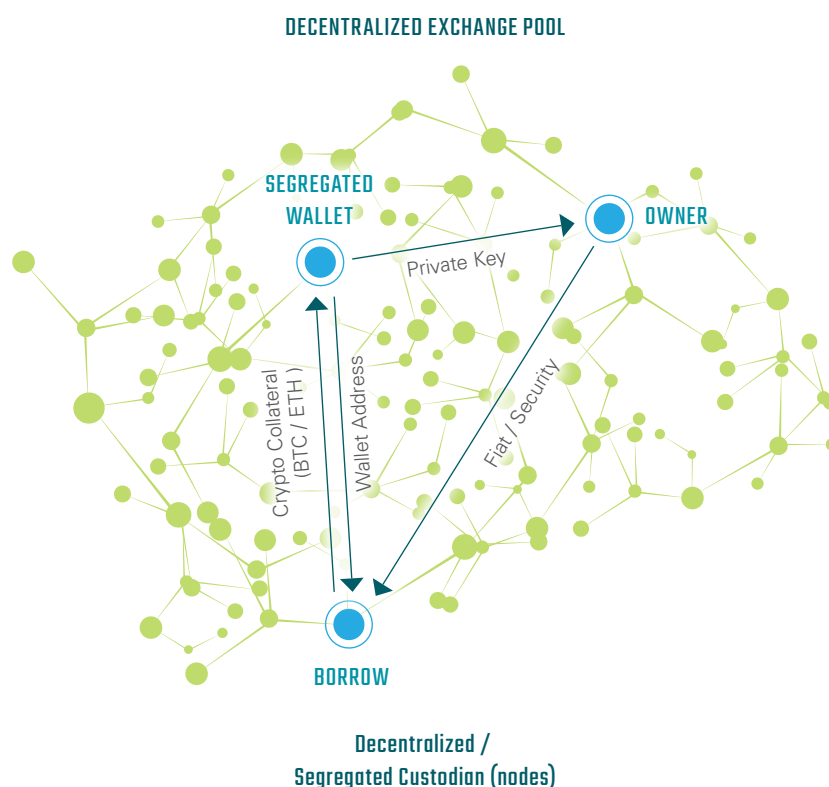 DECENTRALIZED EXCHANGE POOL
SEGREGATED
WALLET
OWNER
Private Key
Crypto Collateral
(BTC / ETH )
Wallet Address
Fiat / Security
BORROW
Decentralized /
Segregated Custodian (nodes)